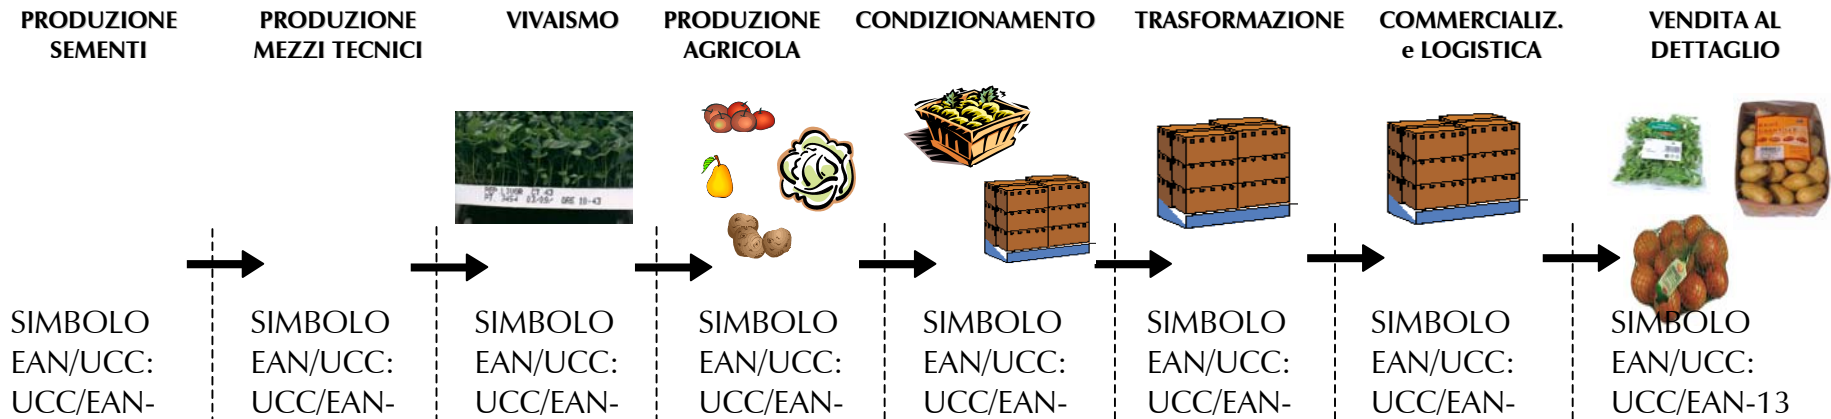 PRODUZIONE
SEMENTI
PRODUZIONE
MEZZI TECNICI
VIVAISMO
PRODUZIONE
AGRICOLA
CONDIZIONAMENTO
TRASFORMAZIONE
COMMERCIALIZ.
e LOGISTICA
VENDITA AL
DETTAGLIO
SIMBOLO
EAN/UCC:
UCC/EAN-
SIMBOLO
EAN/UCC:
UCC/EAN-
SIMBOLO
EAN/UCC:
UCC/EAN-
SIMBOLO
EAN/UCC:
UCC/EAN-
SIMBOLO
EAN/UCC:
UCC/EAN-
SIMBOLO
EAN/UCC:
UCC/EAN-
SIMBOLO
EAN/UCC:
UCC/EAN-
SIMBOLO
EAN/UCC:
UCC/EAN-13